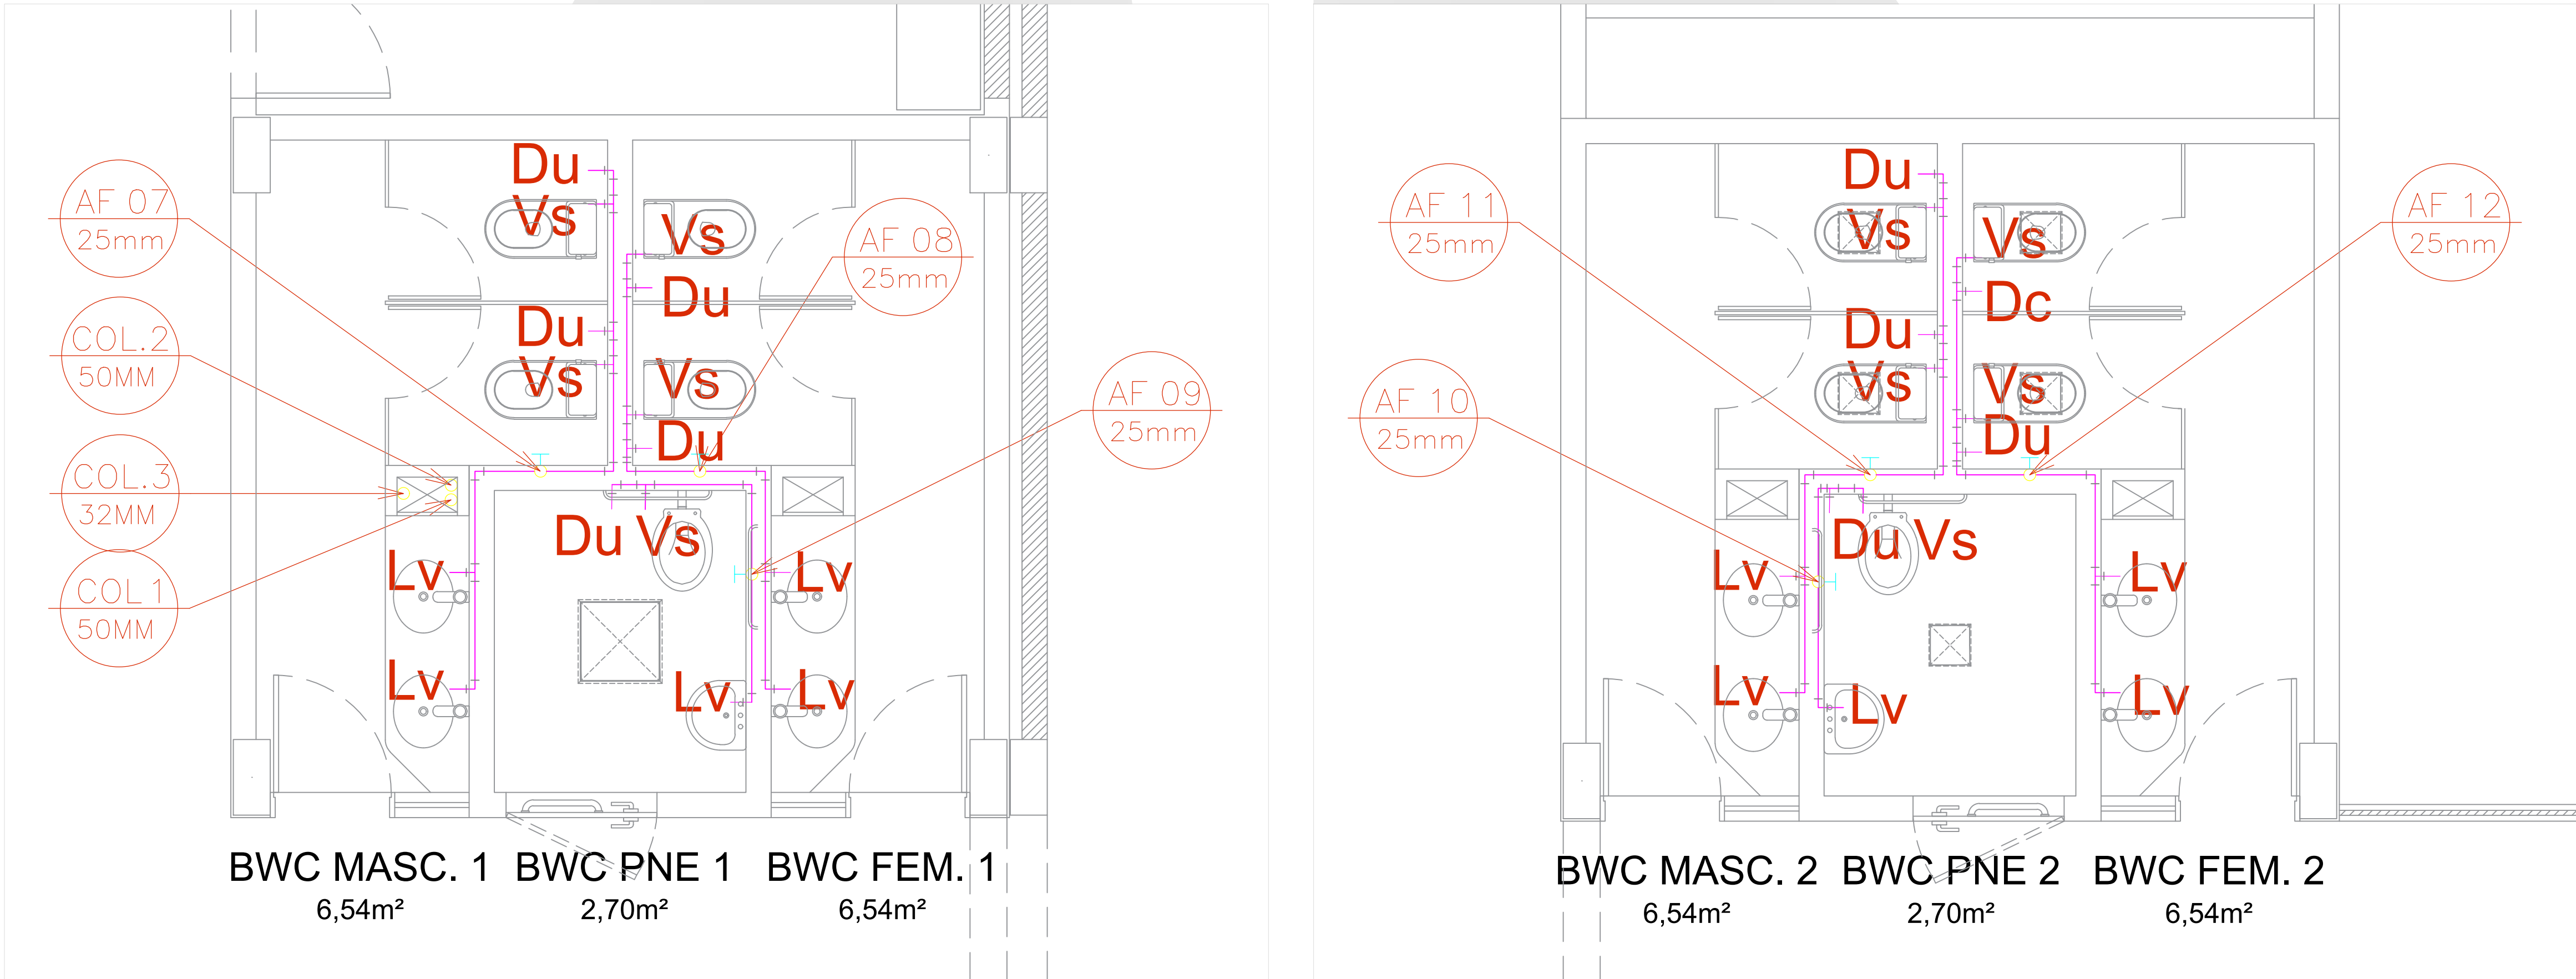 AF 07
25mm
COL.2
50MM
COL.3
32MM
COL 1
50MM
Du
Vs
Vs
Du
Du
Vs
Vs
Du
AF 08
25mm
AF 09
25mm
Du Vs
Lv
Lv
Lv
Lv
Lv
BWC MASC. 1
6,54m²
BWC PNE 1
2,70m²
BWC FEM. 1
6,54m²
AF 11
25mm
AF 10
25mm
Du
Vs
Vs
Dc
Du
Vs
Vs
Du
AF 12
25mm
Du Vs
Lv
Lv
Lv
Lv
Lv
BWC MASC. 2
6,54m²
BWC PNE 2
2,70m²
BWC FEM. 2
6,54m²